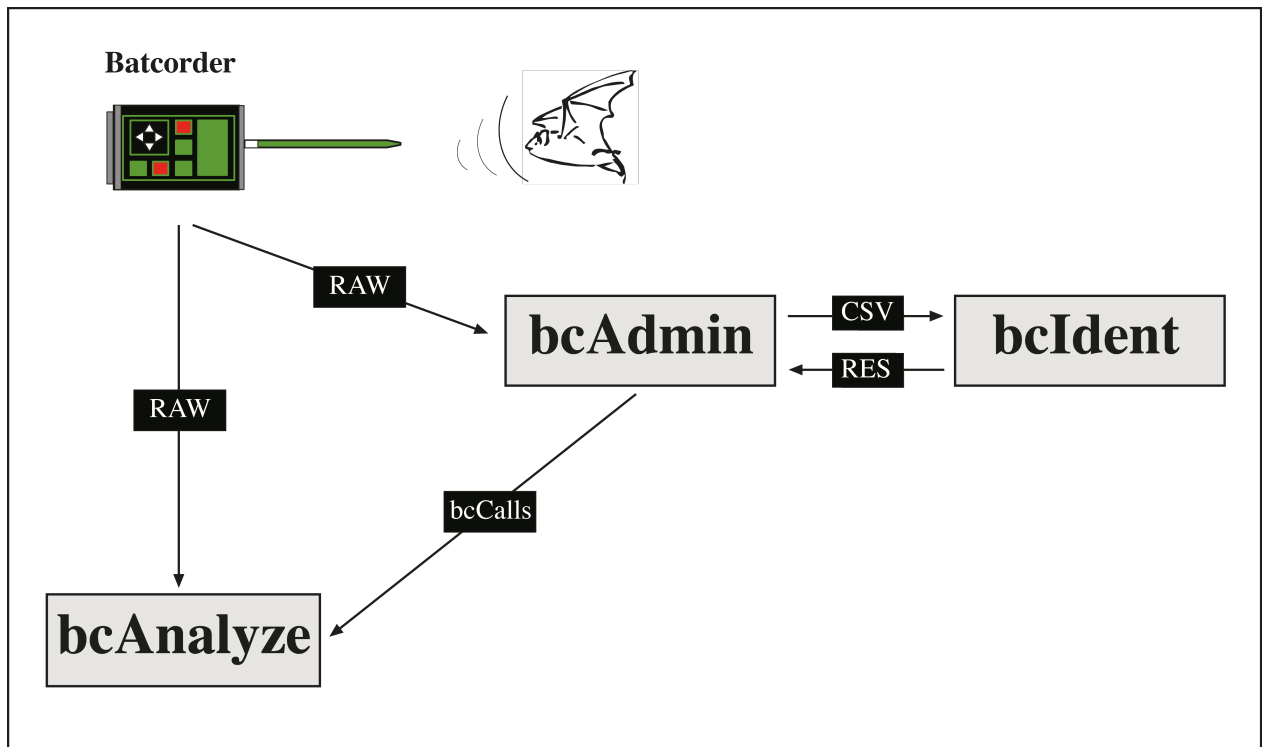 Batcorder
RAW
bcAdmin
CSV
bcIdent
RES
RAW
bcCalls
bcAnalyze